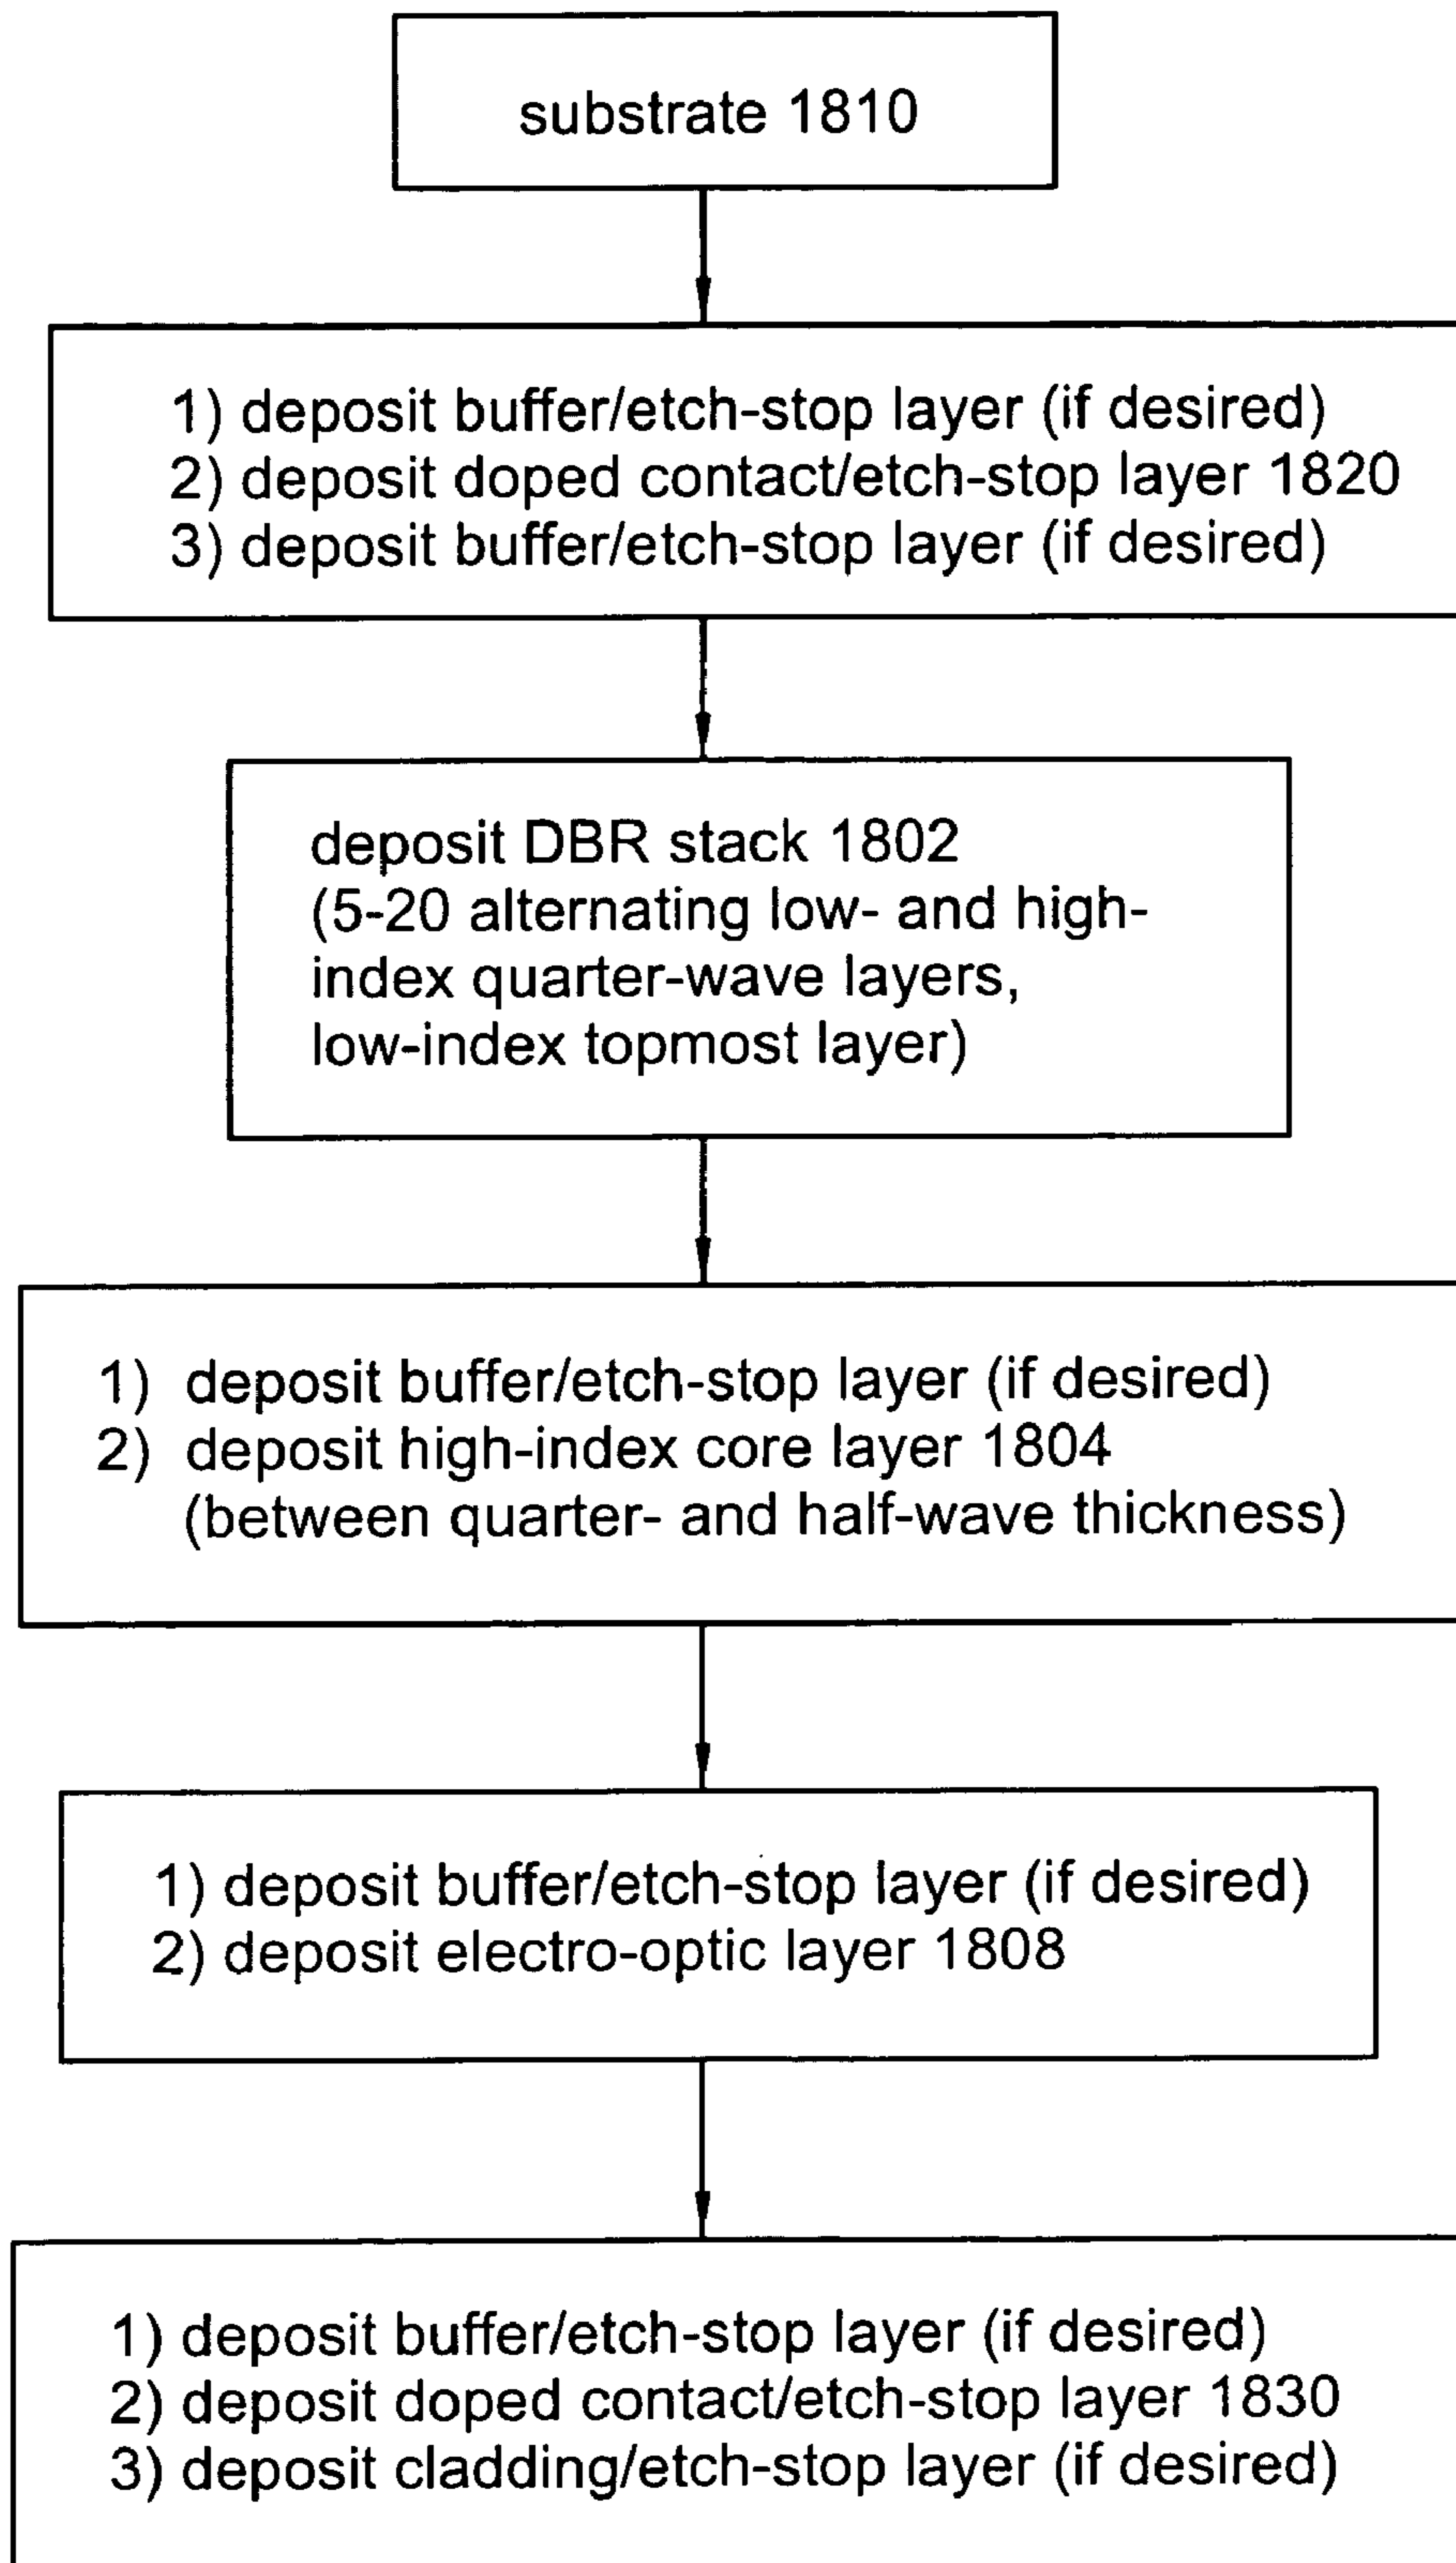 substrate 1810
1) deposit buffer/etch-stop layer (if desired)
2) deposit doped contact/etch-stop layer 1820
3) deposit buffer/etch-stop layer (if desired)
deposit DBR stack 1802
(5-20 alternating low- and high-
index quarter-wave layers,
low-index topmost layer)
1) deposit buffer/etch-stop layer (if desired)
2) deposit high-index core layer 1804
(between quarter- and half-wave thickness)
1) deposit buffer/etch-stop layer (if desired)
2) deposit electro-optic layer 1808
1) deposit buffer/etch-stop layer (if desired)
2) deposit doped contact/etch-stop layer 1830
3) deposit cladding/etch-stop layer (if desired)